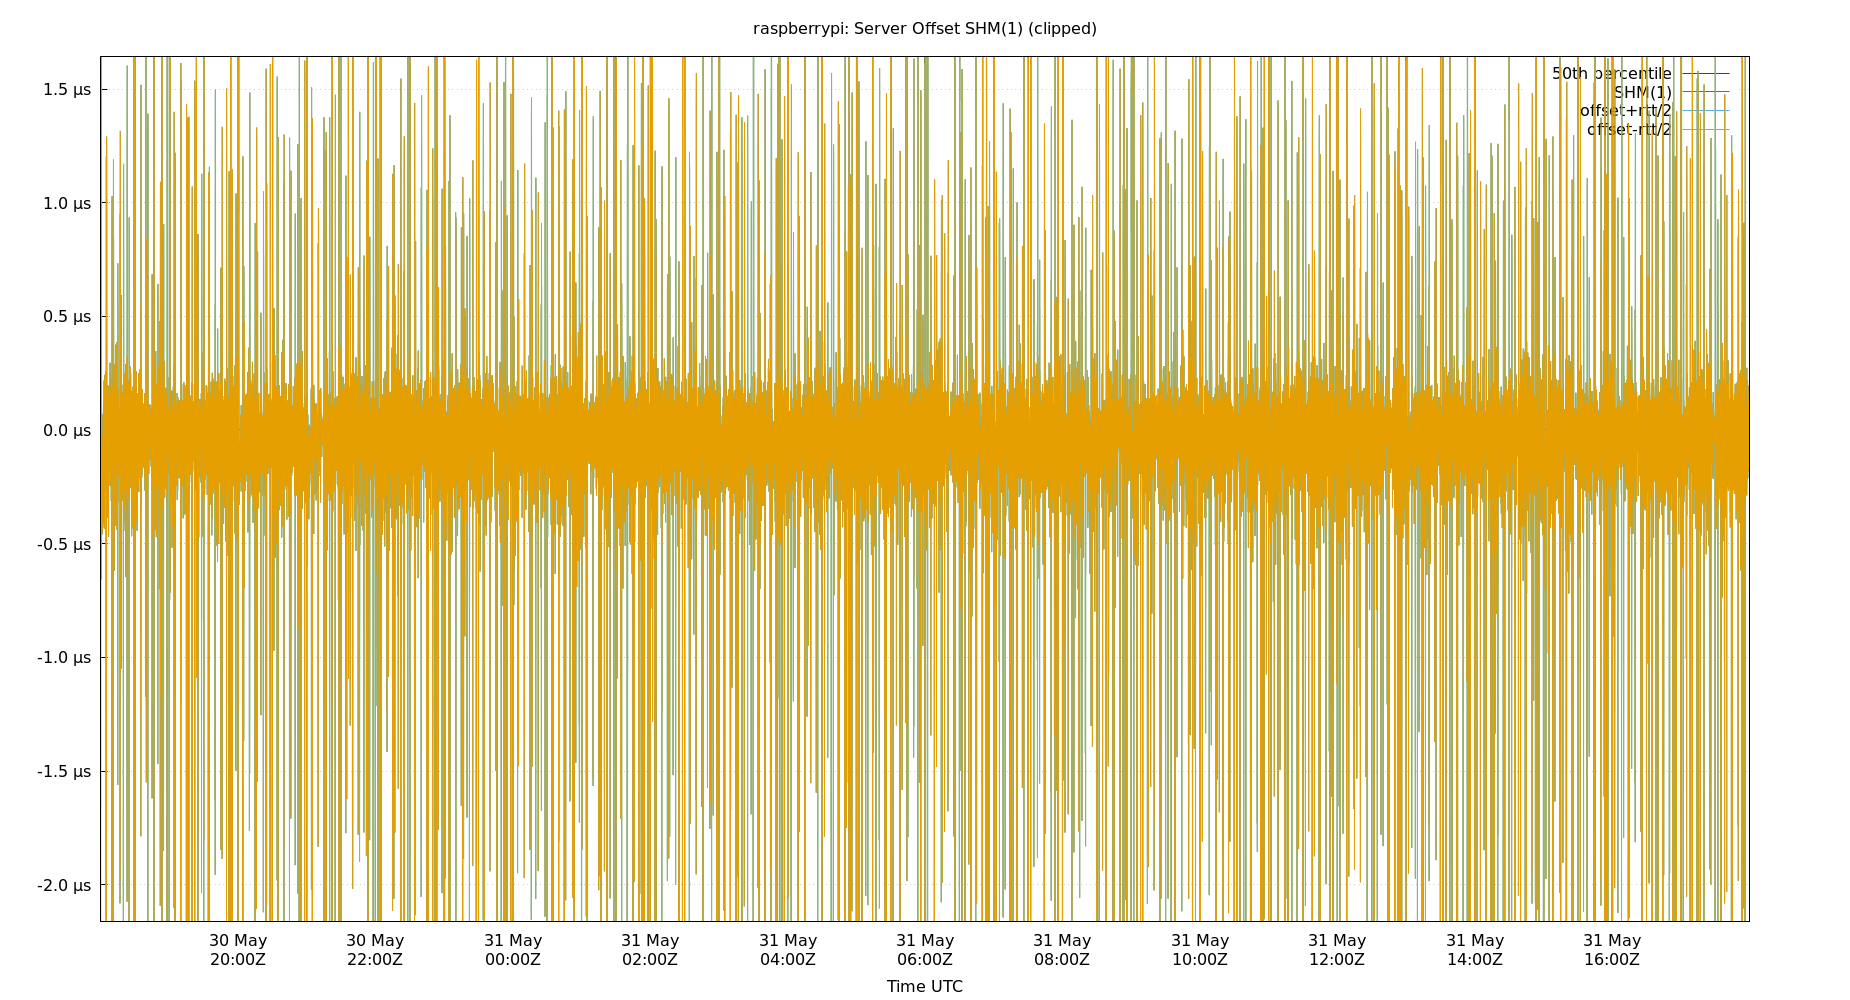 raspberrypi: Server Offset SHM(1) (clipped)
50th percentile
SHM(1)
offset+rtt/2
offset-rtt/2
1.5 µs
1.0 µs
0.5 µs
0.0 µs
-0.5 µs
-1.0 µs
-1.5 µs
-2.0 µs
30 May 30 May 31 May 31 May 31 May 31 May 31 May 31 May 31 May 31 May 31 May
20:00Z 22:00Z 00:00Z 02:00Z 04:00Z 06:00Z 08:00Z 10:00Z 12:00Z 14:00Z 16:00Z
Time UTC